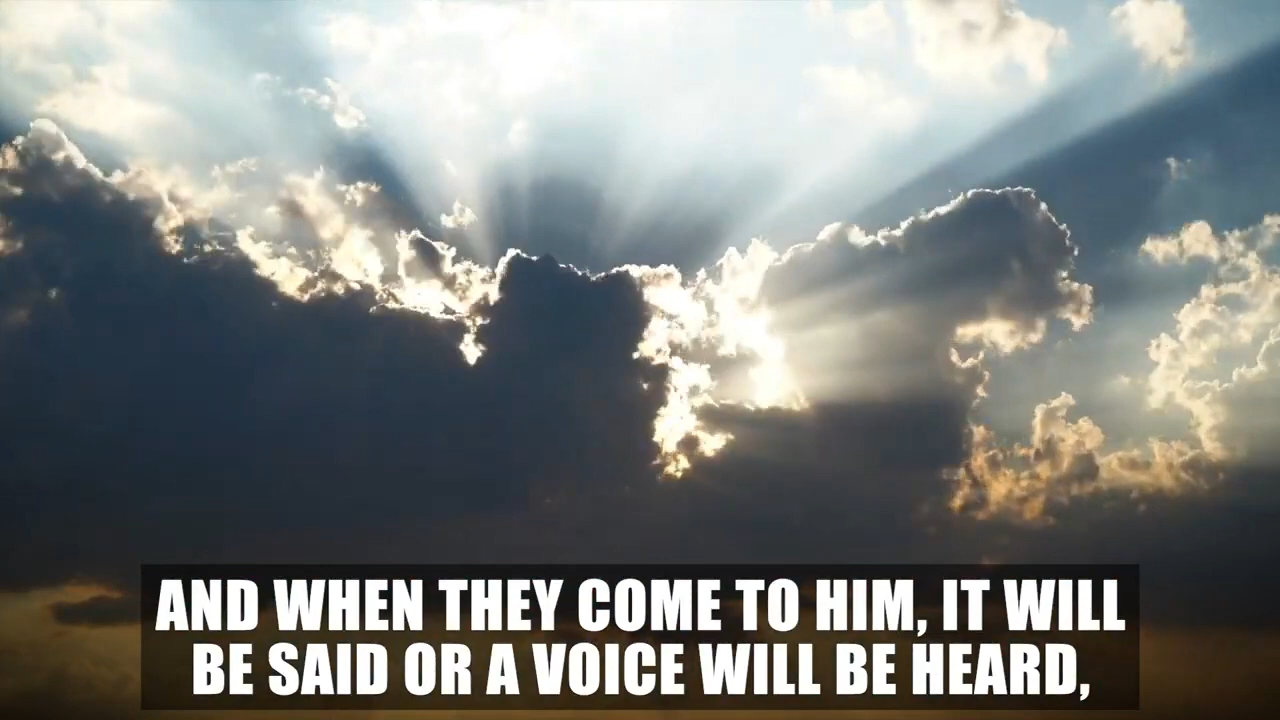 AND WHEN THEY COME TO HIM, IT WILL
BE SAID OR A VOICE WILL BE HEARD,